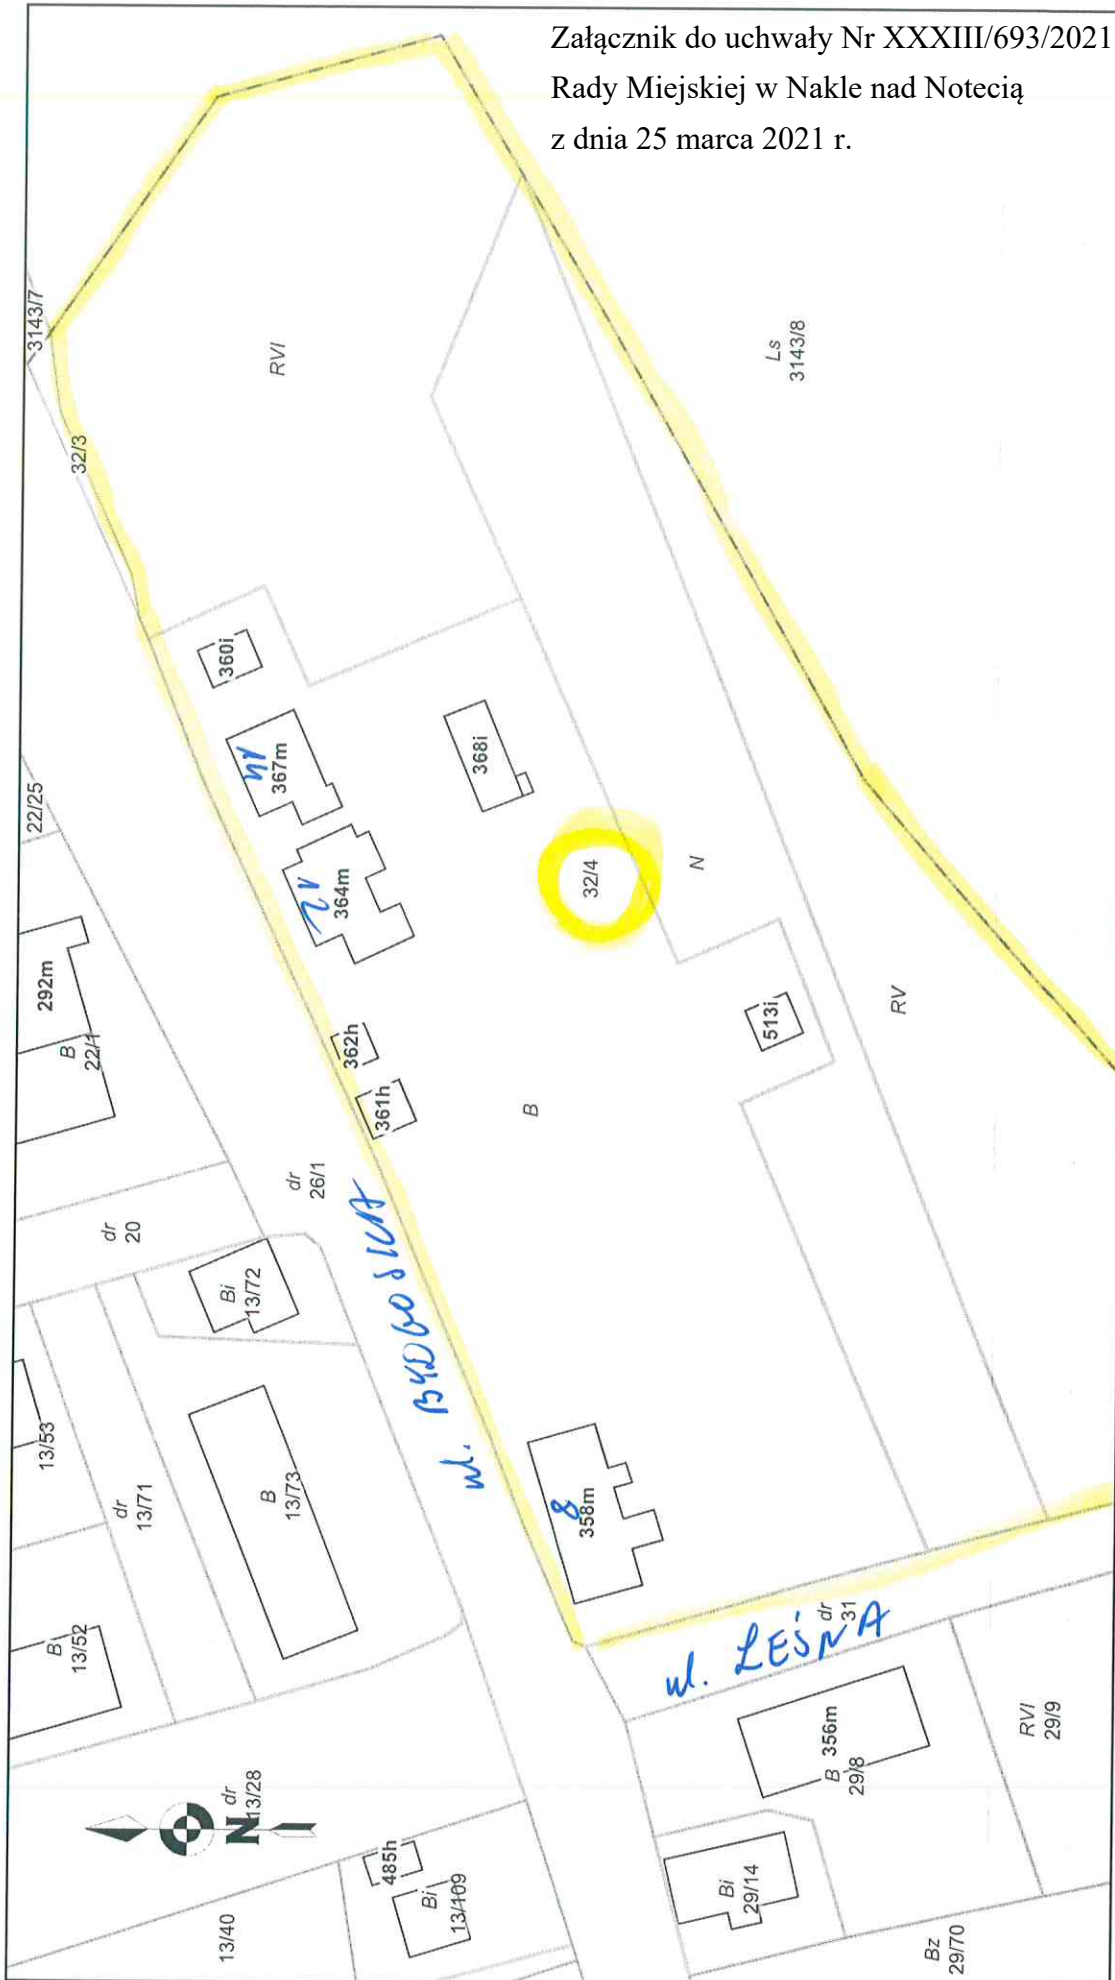 Załącznik do uchwały Nr XXXIII/693/2021
Rady Miejskiej w Nakle nad Notecią
z dnia 25 marca 2021 r.
3143/7
32/3
RVI
Ls
3143/8
360i
367m
368i
22/25
364m
32/4
N
292m
B
22/1
362h
361h
513i
RV
B
dr
26/1
dr
20
Bi
13/72
ul. BYDGOSKA
13/53
dr
13/71
B
13/73
8
358m
B
13/52
dr
31
ul. LEŚNA
356m
B
29/8
RVI
29/9
dr
13/28
N
485h
Bi
13/109
13/40
Bi
29/14
Bz
29/70